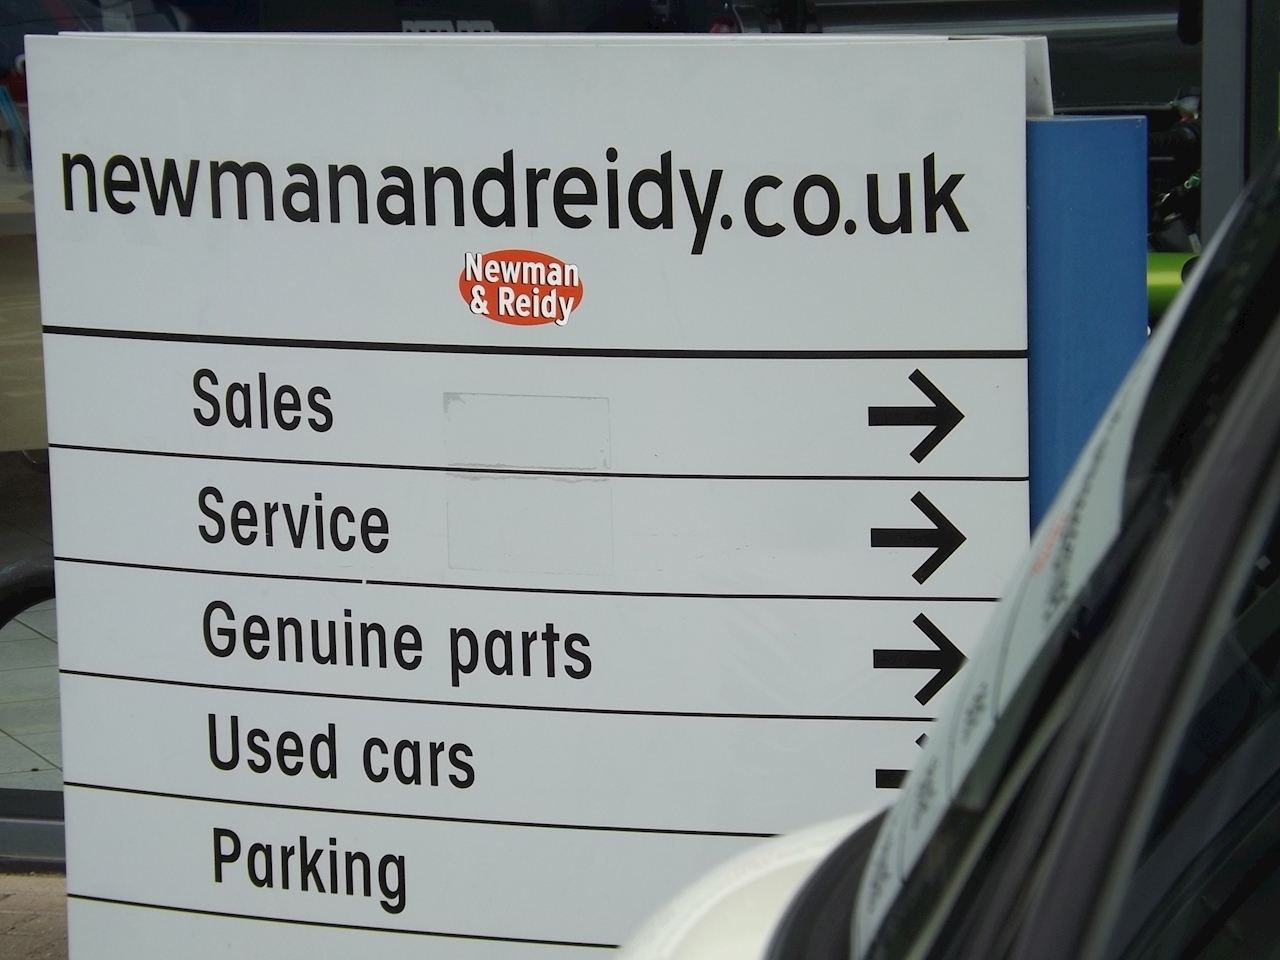 newmanandreidy.co.uk
Newman
& Reidy
Sales
Service
Genuine parts
Used cars
Parking